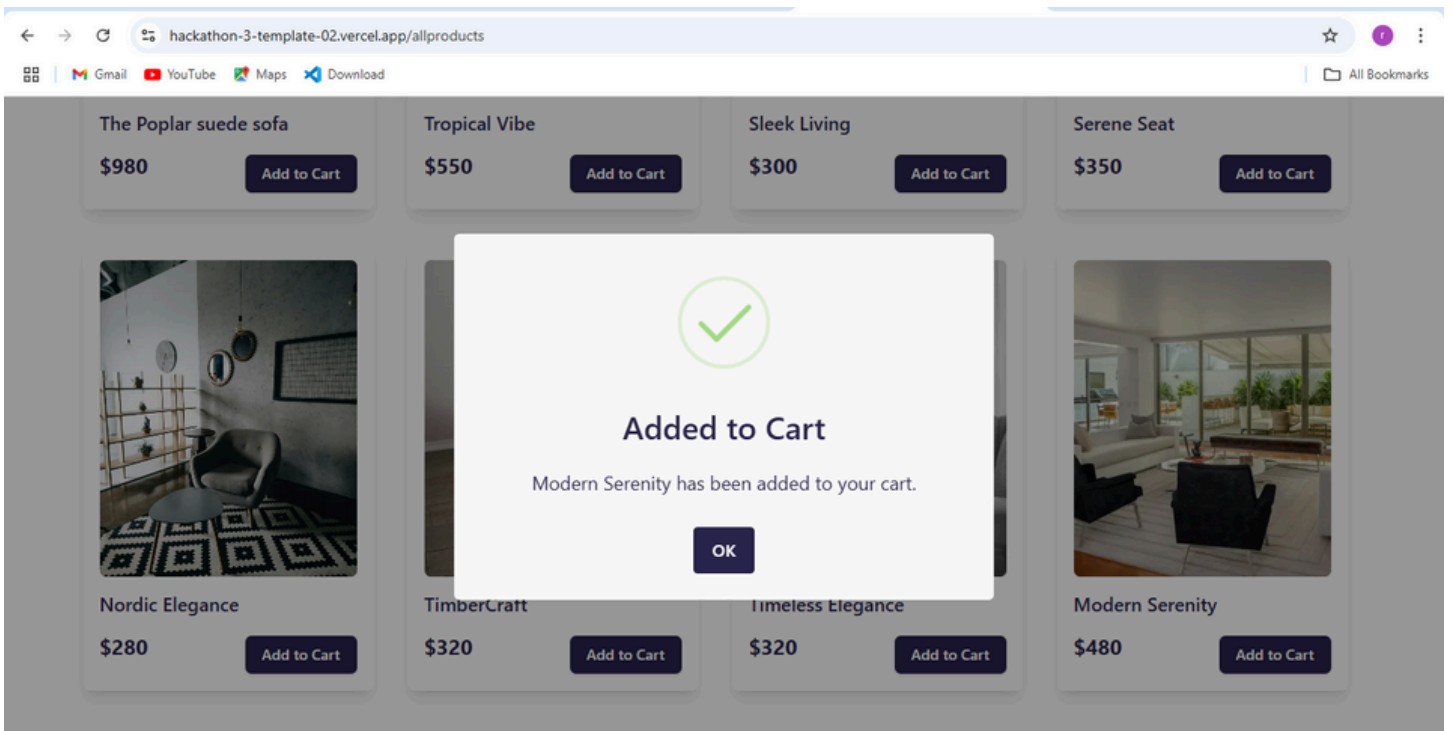 hackathon-3-template-02.vercel.app/allproducts
r
Gmail YouTube Maps Download All Bookmarks
The Poplar suede sofa Tropical Vibe Sleek Living Serene Seat
$980 Add to Cart $550 Add to Cart $300 Add to Cart $350 Add to Cart
Added to Cart
Modern Serenity has been added to your cart.
OK
Nordic Elegance TimberCraft Timeless Elegance Modern Serenity
$280 Add to Cart $320 Add to Cart $320 Add to Cart $480 Add to Cart